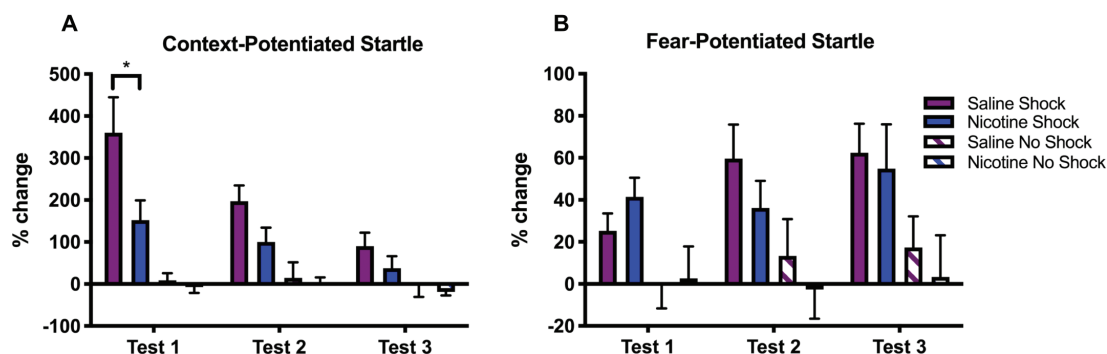 A
Context-Potentiated Startle
% change
500
400
300
200
100
0
-100
*
Test 1 Test 2 Test 3
B
Fear-Potentiated Startle
% change
100
80
60
40
20
0
-20
Test 1 Test 2 Test 3
Saline Shock
Nicotine Shock
Saline No Shock
Nicotine No Shock